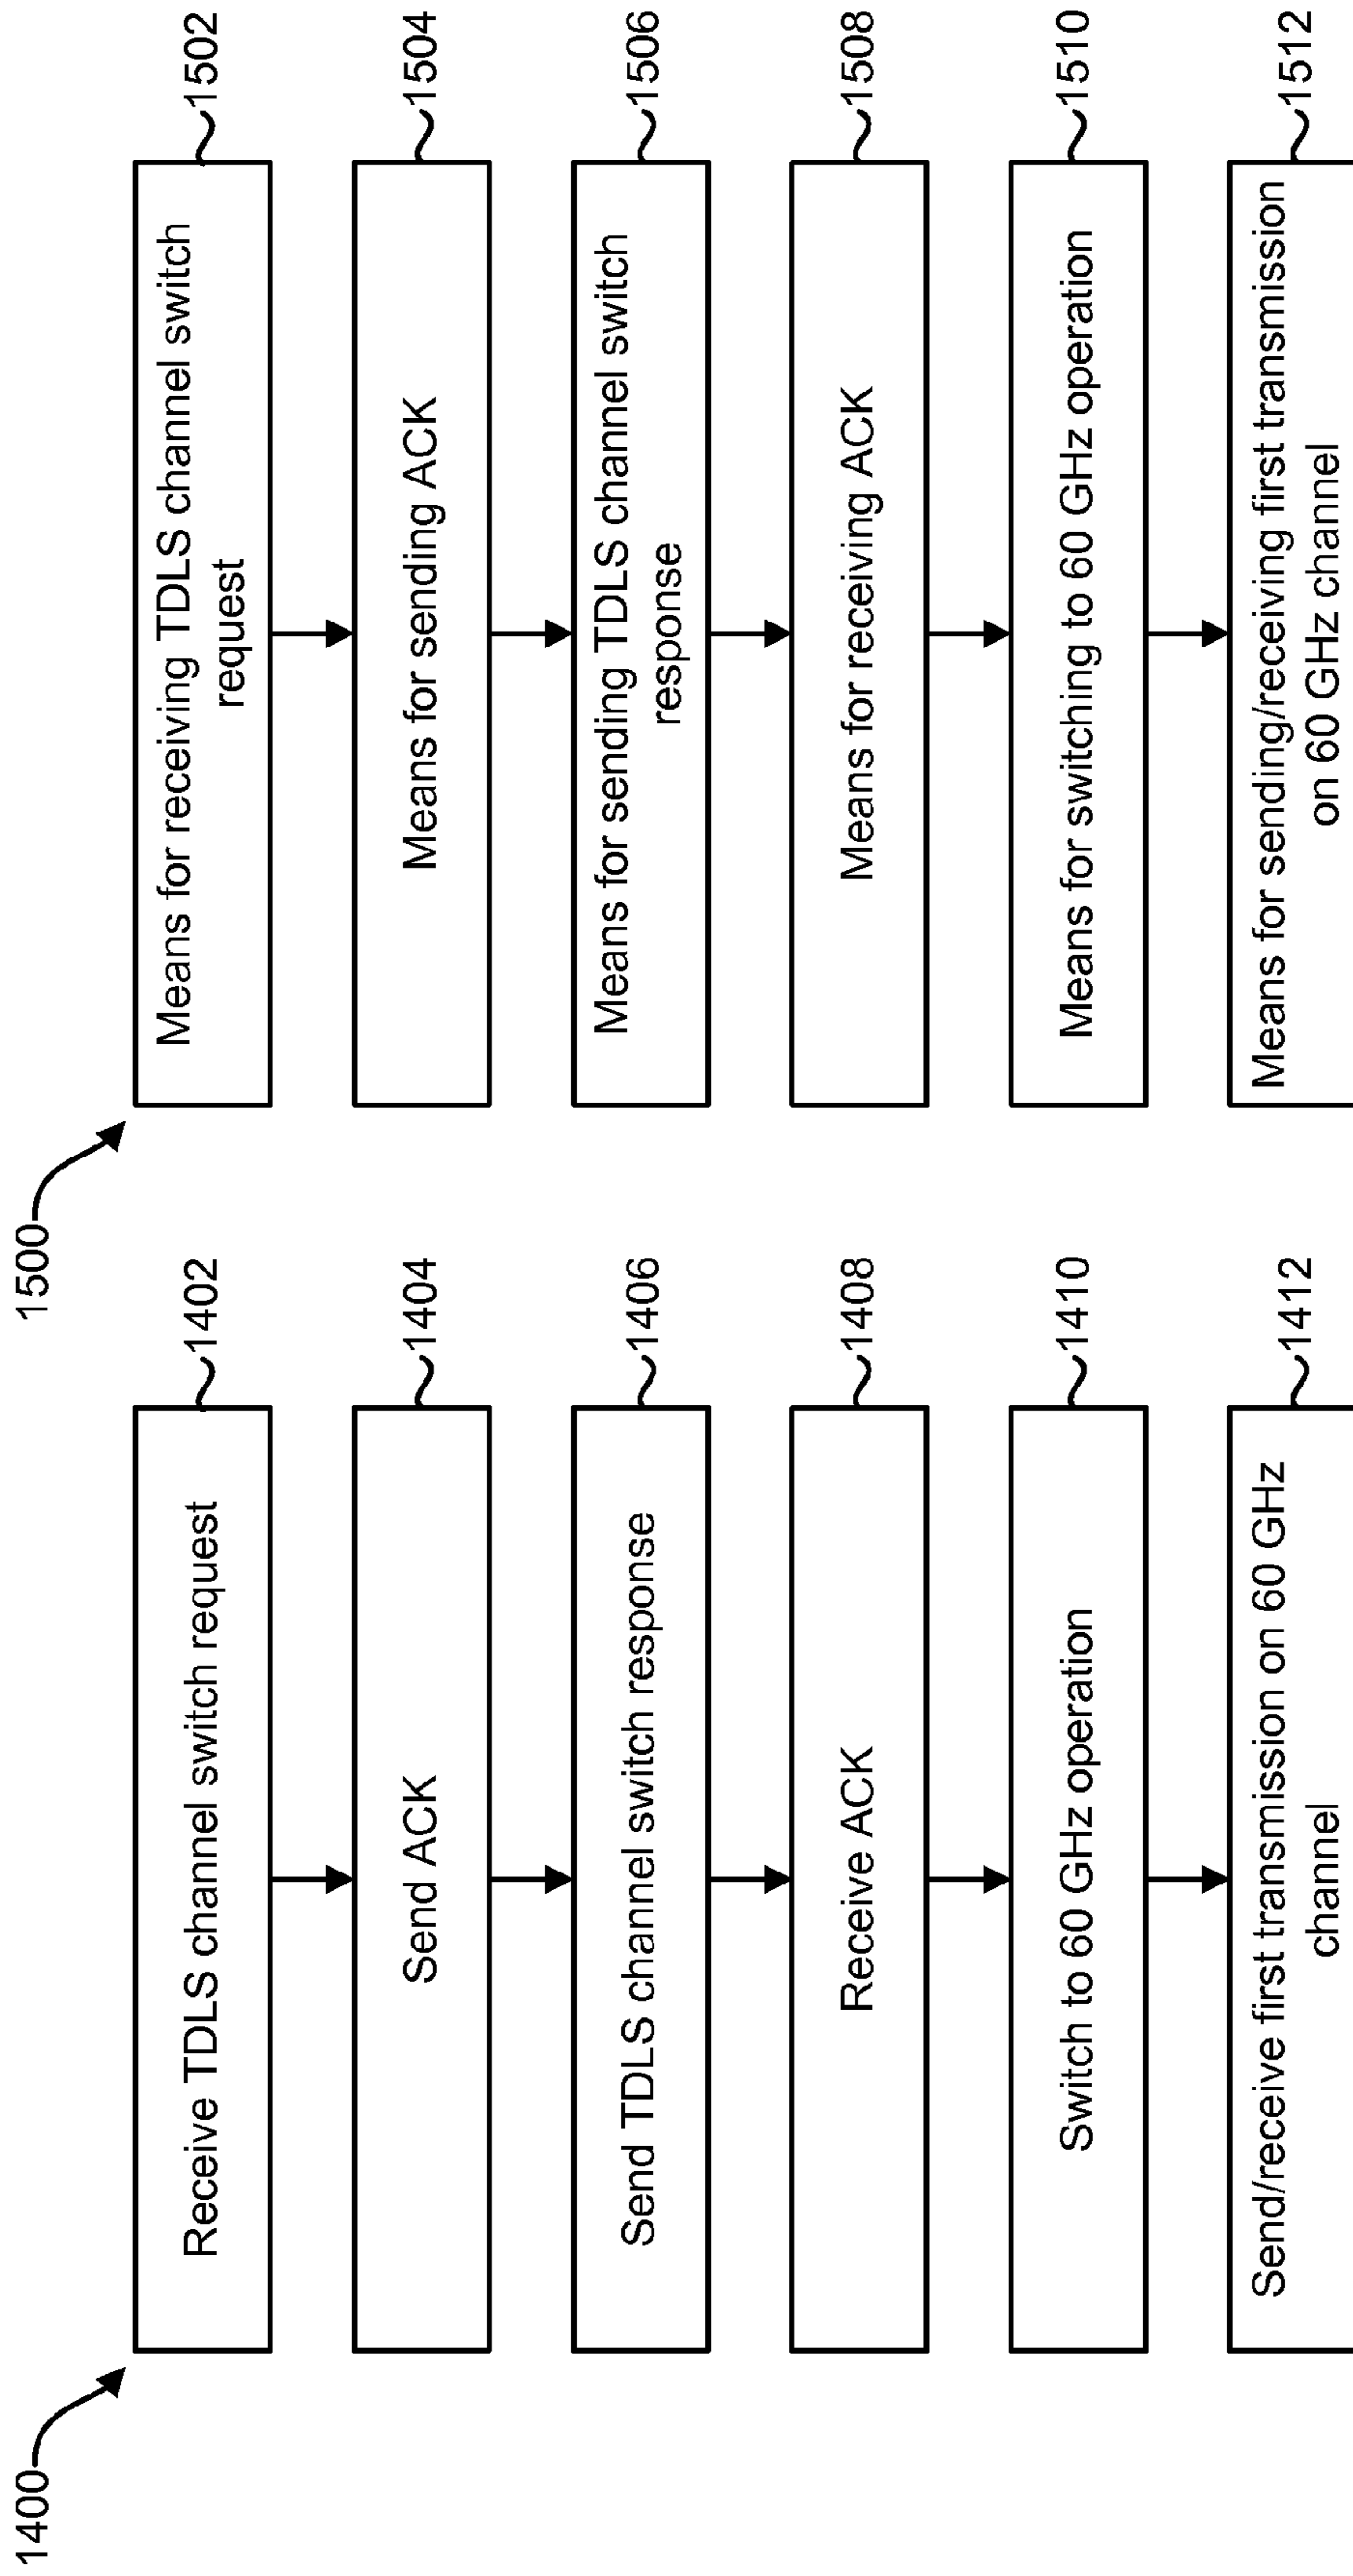 1400
Receive TDLS channel switch request
1402
Send ACK
1404
Send TDLS channel switch response
1406
Receive ACK
1408
Switch to 60 GHz operation
1410
Send/receive first transmission on 60 GHz
channel
1412
1500
Means for receiving TDLS channel switch
request
1502
Means for sending ACK
1504
Means for sending TDLS channel switch
response
1506
Means for receiving ACK
1508
Means for switching to 60 GHz operation
1510
Means for sending/receiving first transmission
on 60 GHz channel
1512